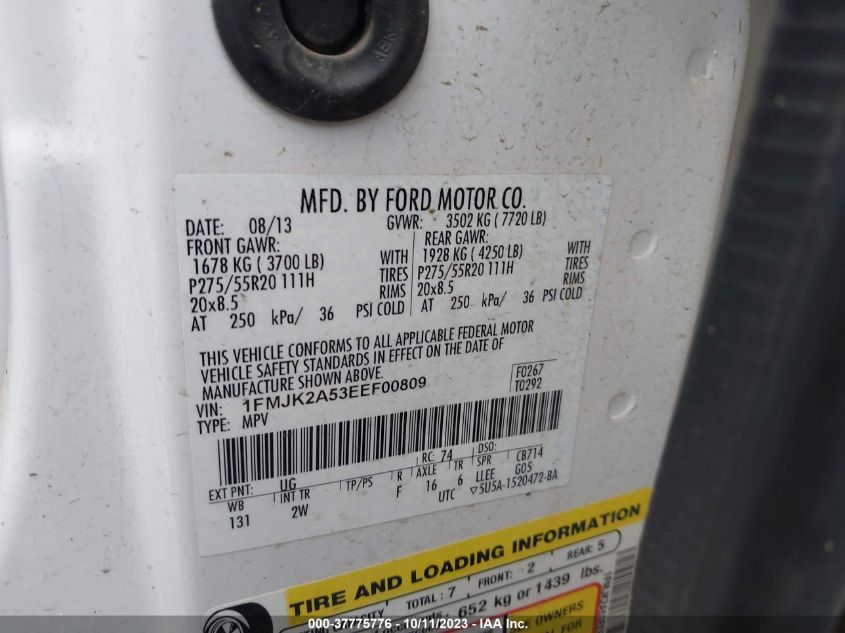 AEK
MFD. BY FORD MOTOR CO.
DATE: 08/13 GVWR: 3502 KG ( 7720 LB)
FRONT GAWR: REAR GAWR:
1678 KG ( 3700 LB) WITH 1928 KG ( 4250 LB) WITH
P275/55R20 111H TIRES P275/55R20 111H TIRES
20x8.5 RIMS 20x8.5 RIMS
AT 250 kPa/ 36 PSI COLD AT 250 kPa/ 36 PSI COLD
THIS VEHICLE CONFORMS TO ALL APPLICABLE FEDERAL MOTOR
VEHICLE SAFETY STANDARDS IN EFFECT ON THE DATE OF
MANUFACTURE SHOWN ABOVE.
F0267
T0292
VIN: 1FMJK2A53EEF00809
TYPE: MPV
EXT PNT: UG RC: 74 DSO:
WB INT TR TP/PS R AXLE TR SPR CB714
131 2W F 16 6 LLEE G05
UTC ▽5U5A-1520472-BA
TIRE AND LOADING INFORMATION
TOTAL: 7 FRONT: 2 REAR: 5
652 kg or 1439 lbs.
OWNERS
000-37775776 - 10/11/2023 - IAA Inc.